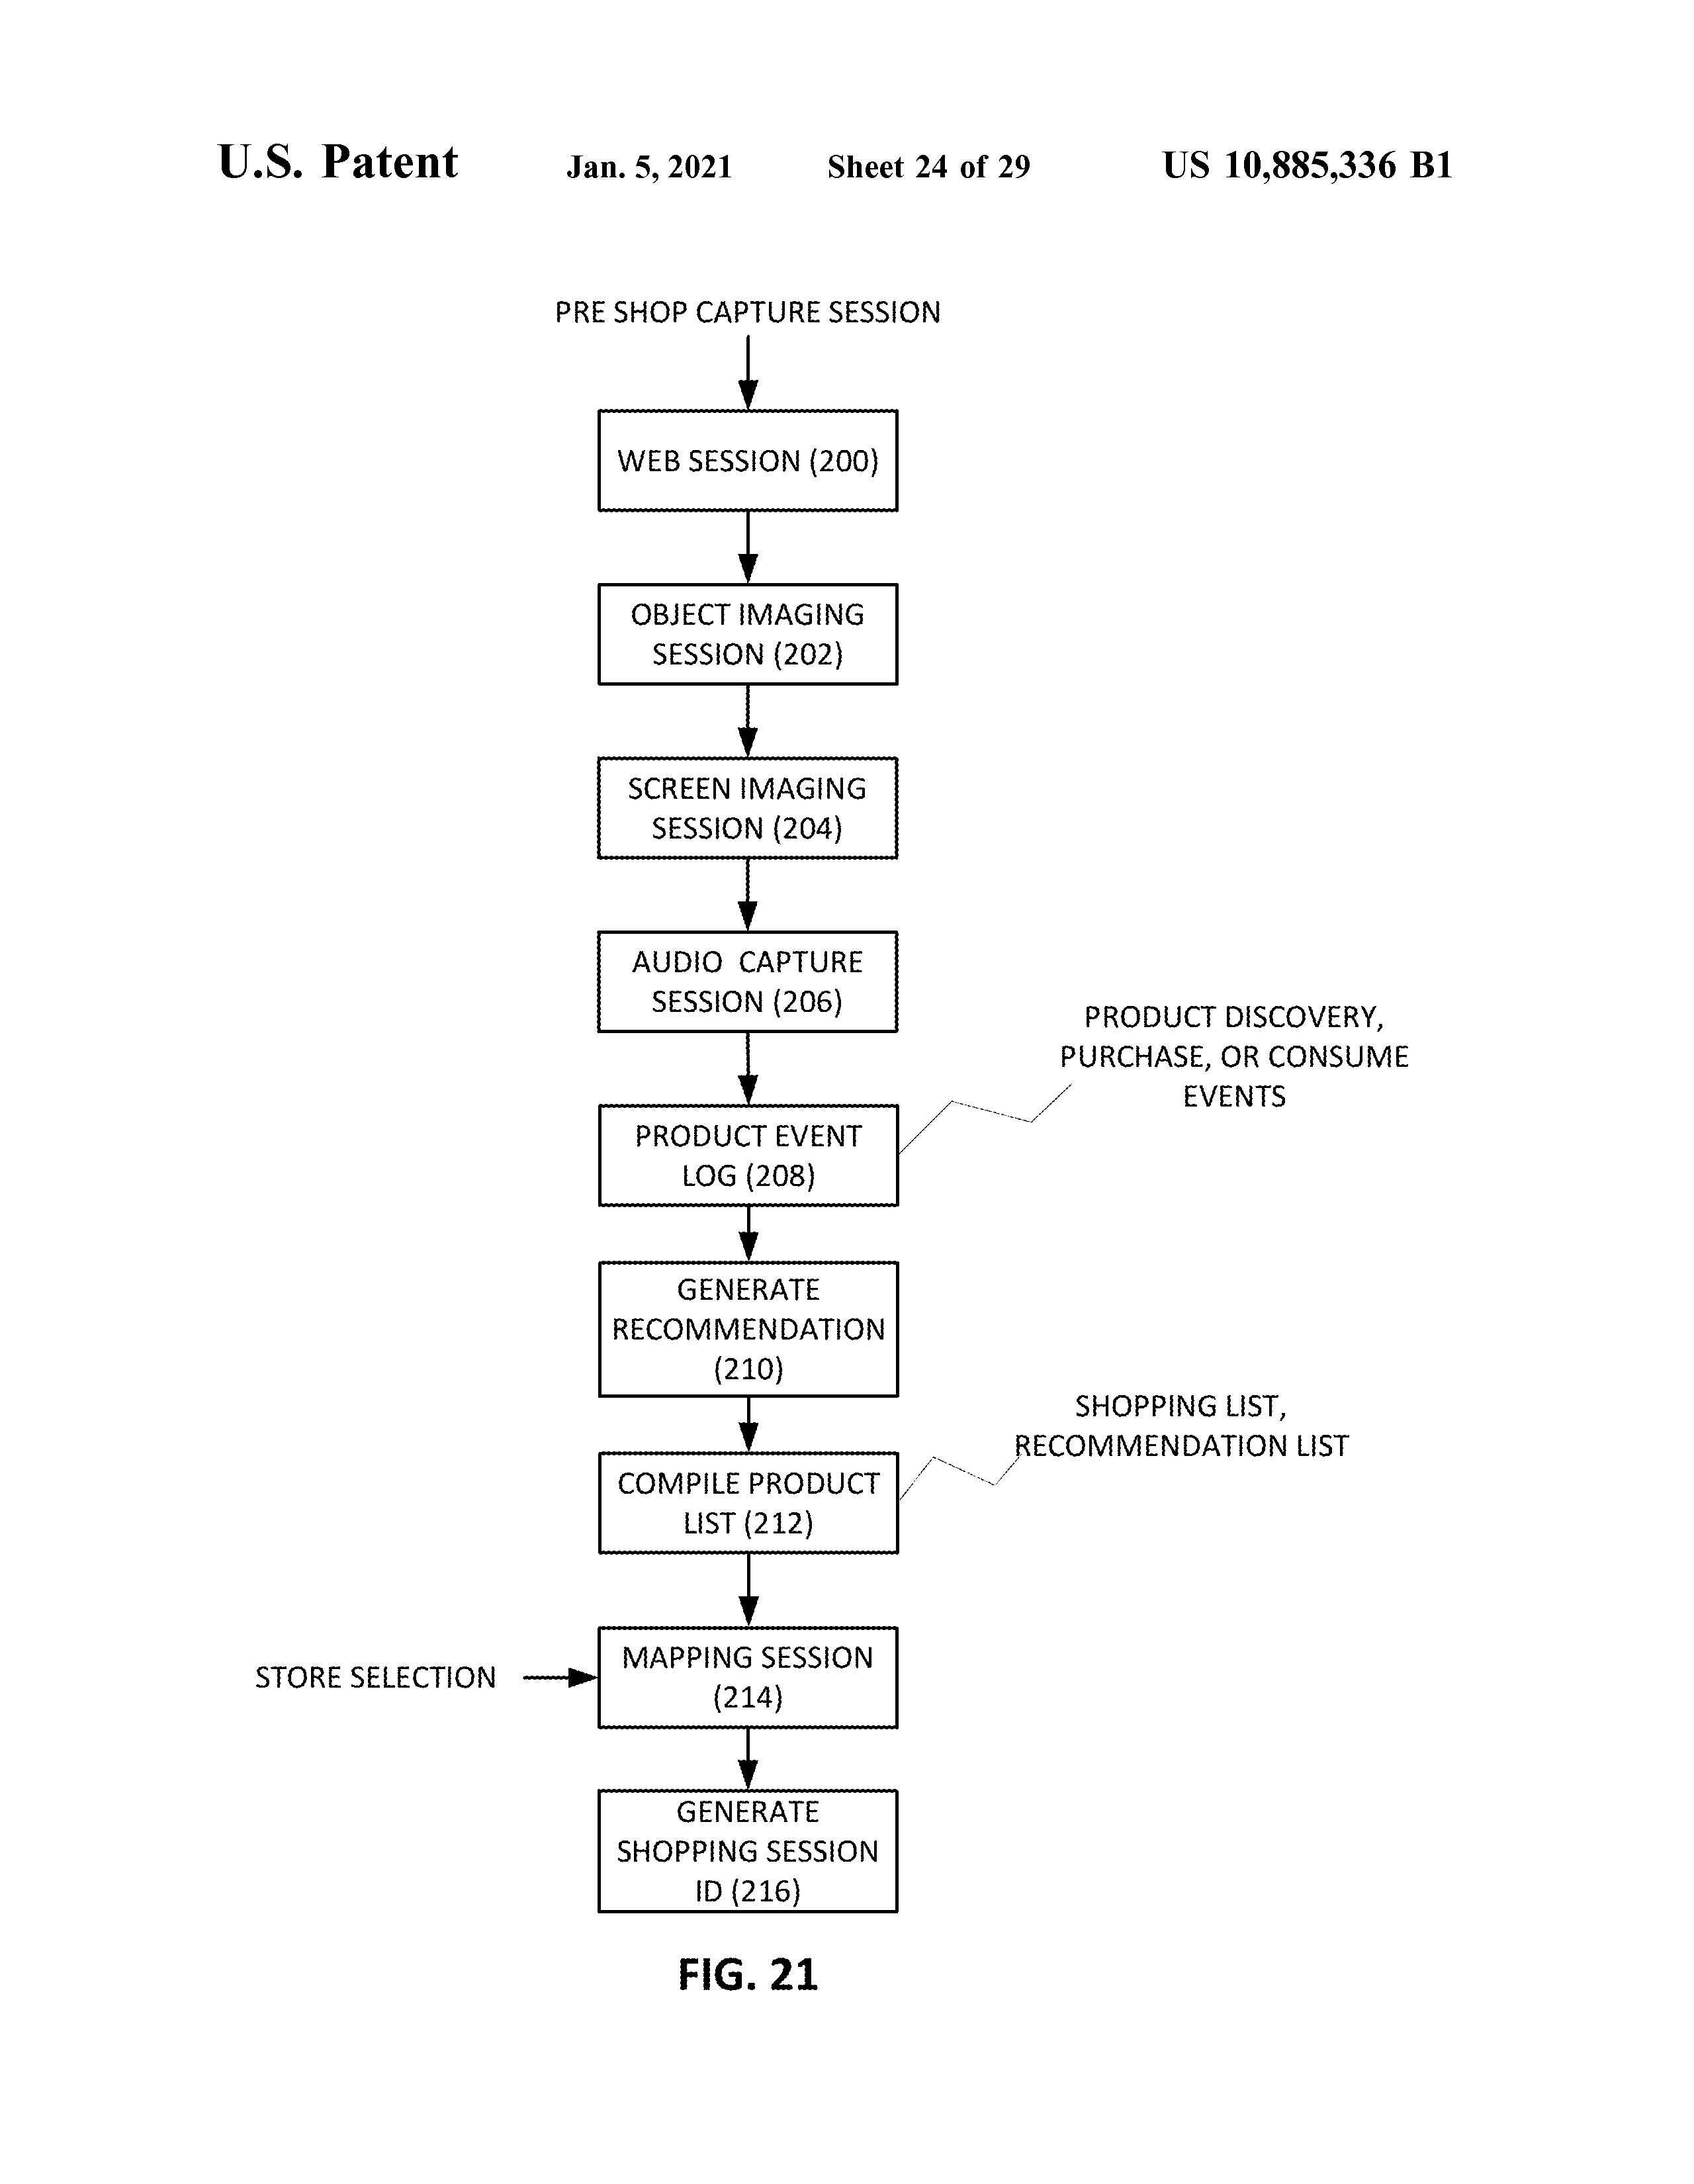 U.S. Patent Jan. 5, 2021 Sheet 24 of 29 US 10,885,336 B1
PRE SHOP CAPTURE SESSION
WEB SESSION (200)
OBJECT IMAGING
SESSION (202)
SCREEN IMAGING
SESSION (204)
AUDIO CAPTURE
SESSION (206)
PRODUCT DISCOVERY,
PURCHASE, OR CONSUME
EVENTS
PRODUCT EVENT
LOG (208)
GENERATE
RECOMMENDATION
(210)
SHOPPING LIST,
RECOMMENDATION LIST
COMPILE PRODUCT
LIST (212)
STORE SELECTION
MAPPING SESSION
(214)
GENERATE
SHOPPING SESSION
ID (216)
FIG. 21